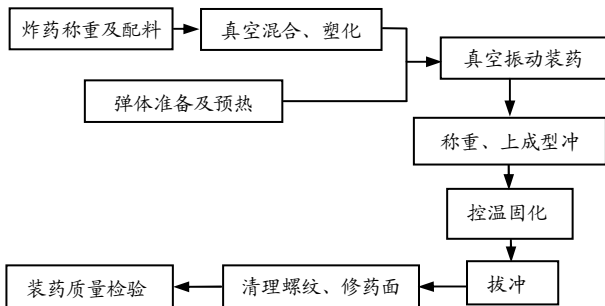 炸药称重及配料
真空混合、塑化
真空振动装药
弹体准备及预热
称重、上成型冲
控温固化
拔冲
清理螺纹、修药面
装药质量检验